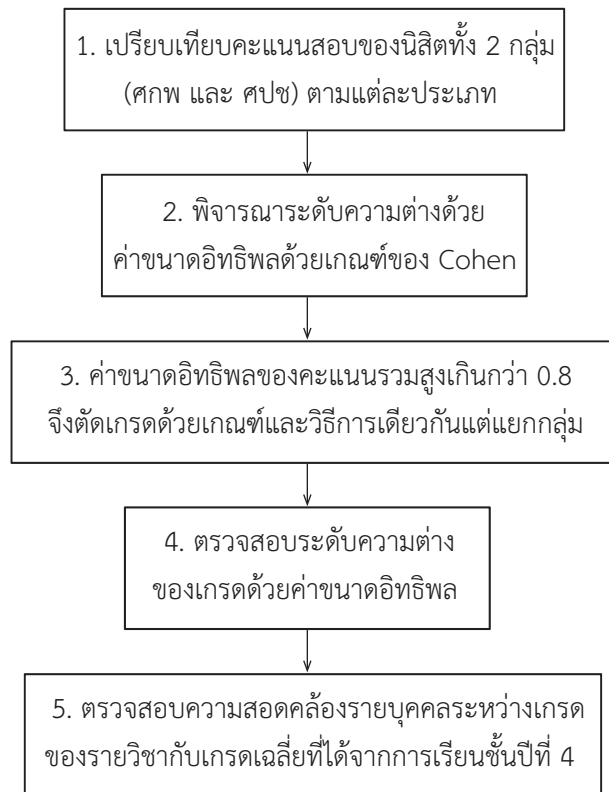 1. เปรียบเทียบคะแนนสอบของนิสิตทั้ง 2 กลุ่ม
(ศกพ และ ศปช) ตามแต่ละประเภท
2. พิจารณาระดับความต่างด้วย
ค่าขนาดอิทธิพลด้วยเกณฑ์ของ Cohen
3. ค่าขนาดอิทธิพลของคะแนนรวมสูงเกินกว่า 0.8
จึงตัดเกรดด้วยเกณฑ์และวิธีการเดียวกันแต่แยกกลุ่ม
4. ตรวจสอบระดับความต่าง
ของเกรดด้วยค่าขนาดอิทธิพล
5. ตรวจสอบความสอดคล้องรายบุคคลระหว่างเกรด
ของรายวิชากับเกรดเฉลี่ยที่ได้จากการเรียนชั้นปีที่ 4